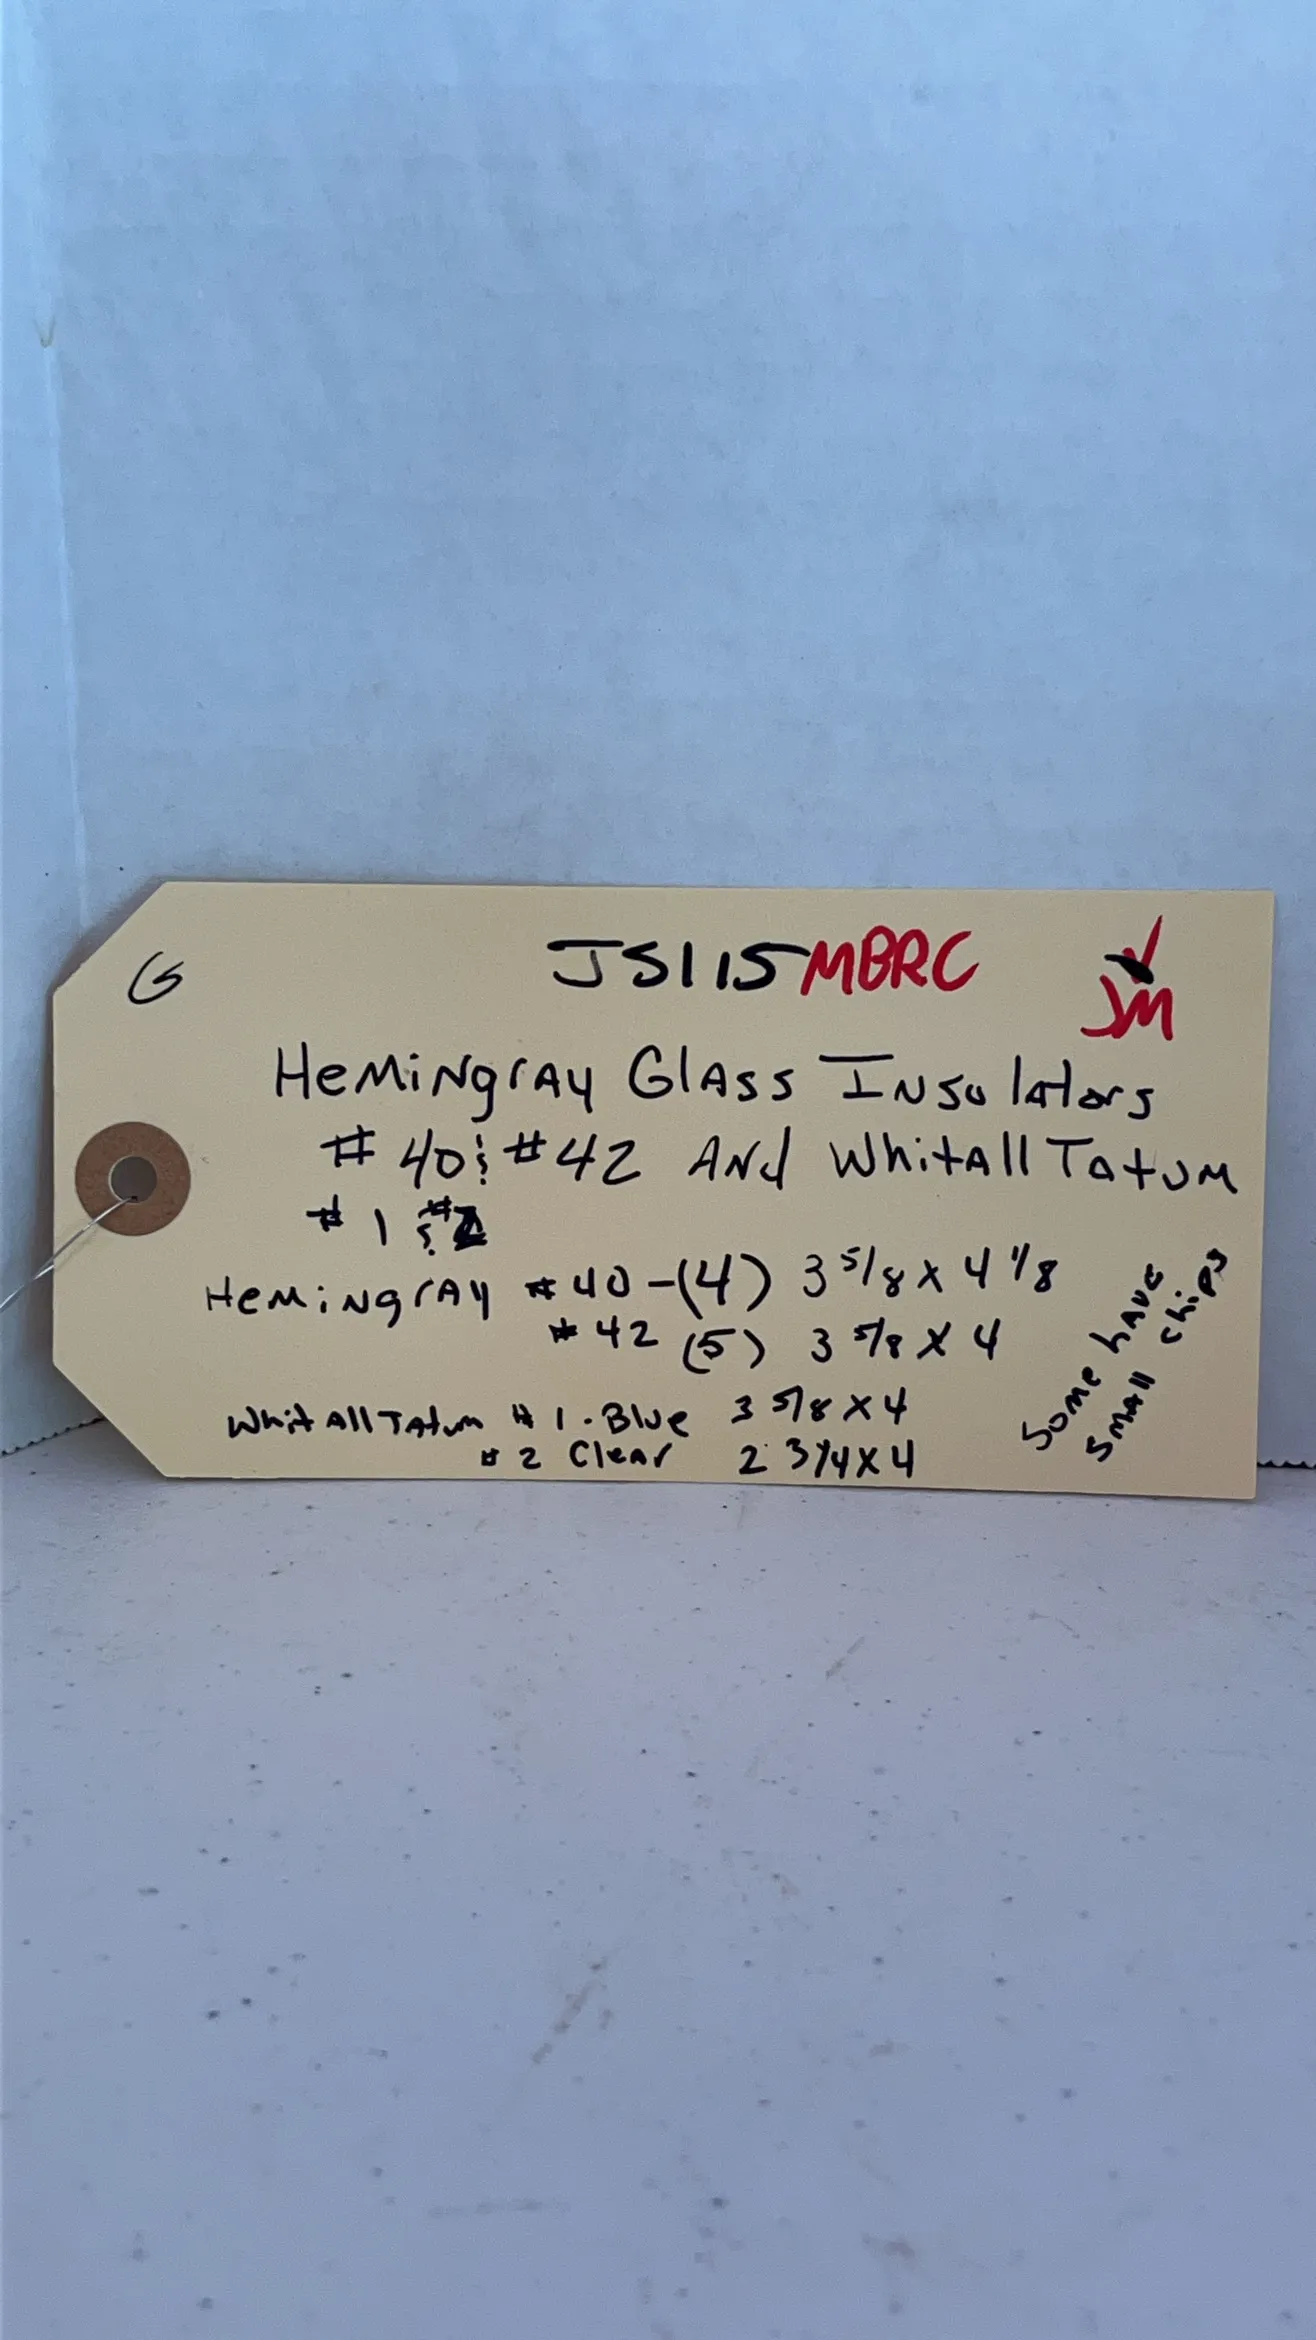 G
JS115MBRC
JM
Hemingray Glass Insulators
# 40 & # 42 And Whitall Tatum
# 1 & #2
Hemingray #40 - (4) 3 5/8 x 4 1/8
# 42 (5) 3 5/8 x 4
Whitall Tatum # 1 - Blue 3 5/8 x 4
# 2 Clear 2 3/4 x 4
Some have
small chips